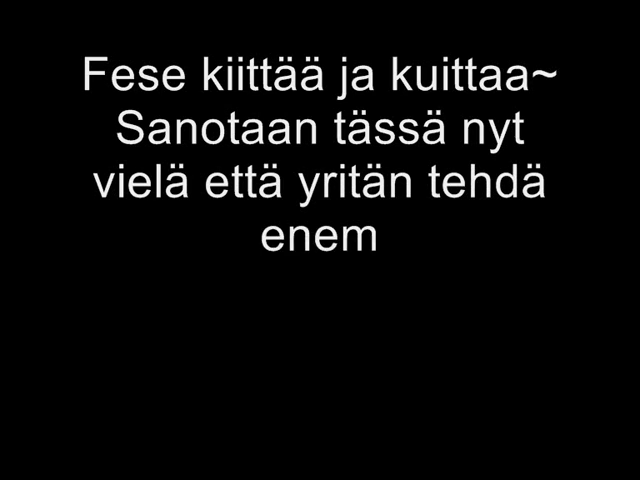 Fese kiittää ja kuittaa~
Sanotaan tässä nyt
vielä että yritän tehdä
enem